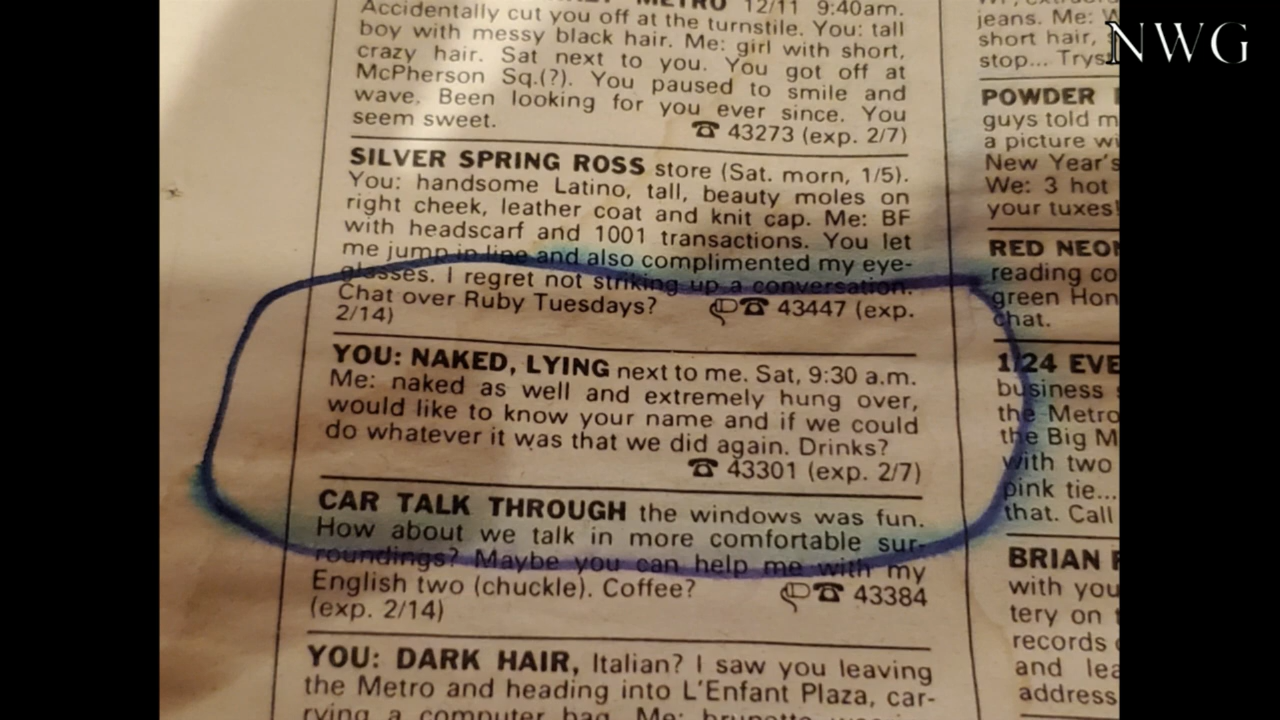 METRO 12/11 9:40am.
Accidentally cut you off at the turnstile. You: tall
boy with messy black hair. Me: girl with short,
crazy hair. Sat next to you. You got off at
McPherson Sq.(?). You paused to smile and
wave. Been looking for you ever since. You
seem sweet. ☎ 43273 (exp. 2/7)
SILVER SPRING ROSS store (Sat. morn, 1/5).
You: handsome Latino, tall, beauty moles on
right cheek, leather coat and knit cap. Me: BF
with headscarf and 1001 transactions. You let
me jump in line and also complimented my eye-
glasses. I regret not striking up a conversation.
Chat over Ruby Tuesdays? ☎ 43447 (exp.
2/14)
YOU: NAKED, LYING next to me. Sat, 9:30 a.m.
Me: naked as well and extremely hung over,
would like to know your name and if we could
do whatever it was that we did again. Drinks?
☎ 43301 (exp. 2/7)
CAR TALK THROUGH the windows was fun.
How about we talk in more comfortable sur-
roundings? Maybe you can help me with my
English two (chuckle). Coffee? ☎ 43384
(exp. 2/14)
YOU: DARK HAIR, Italian? I saw you leaving
the Metro and heading into L'Enfant Plaza, car-
rying a computer bag. Me: brunette
jeans. Me:
short hair,
stop... Trys
POWDER
guys told m
a picture wi
New Year's
We: 3 hot
your tuxes!
RED NEON
reading co
green Hon
chat.
1/24 EVE
business
the Metro
the Big M
with two
pink tie...
that. Call
BRIAN
with you
tery on
records
and lea
address
NWG